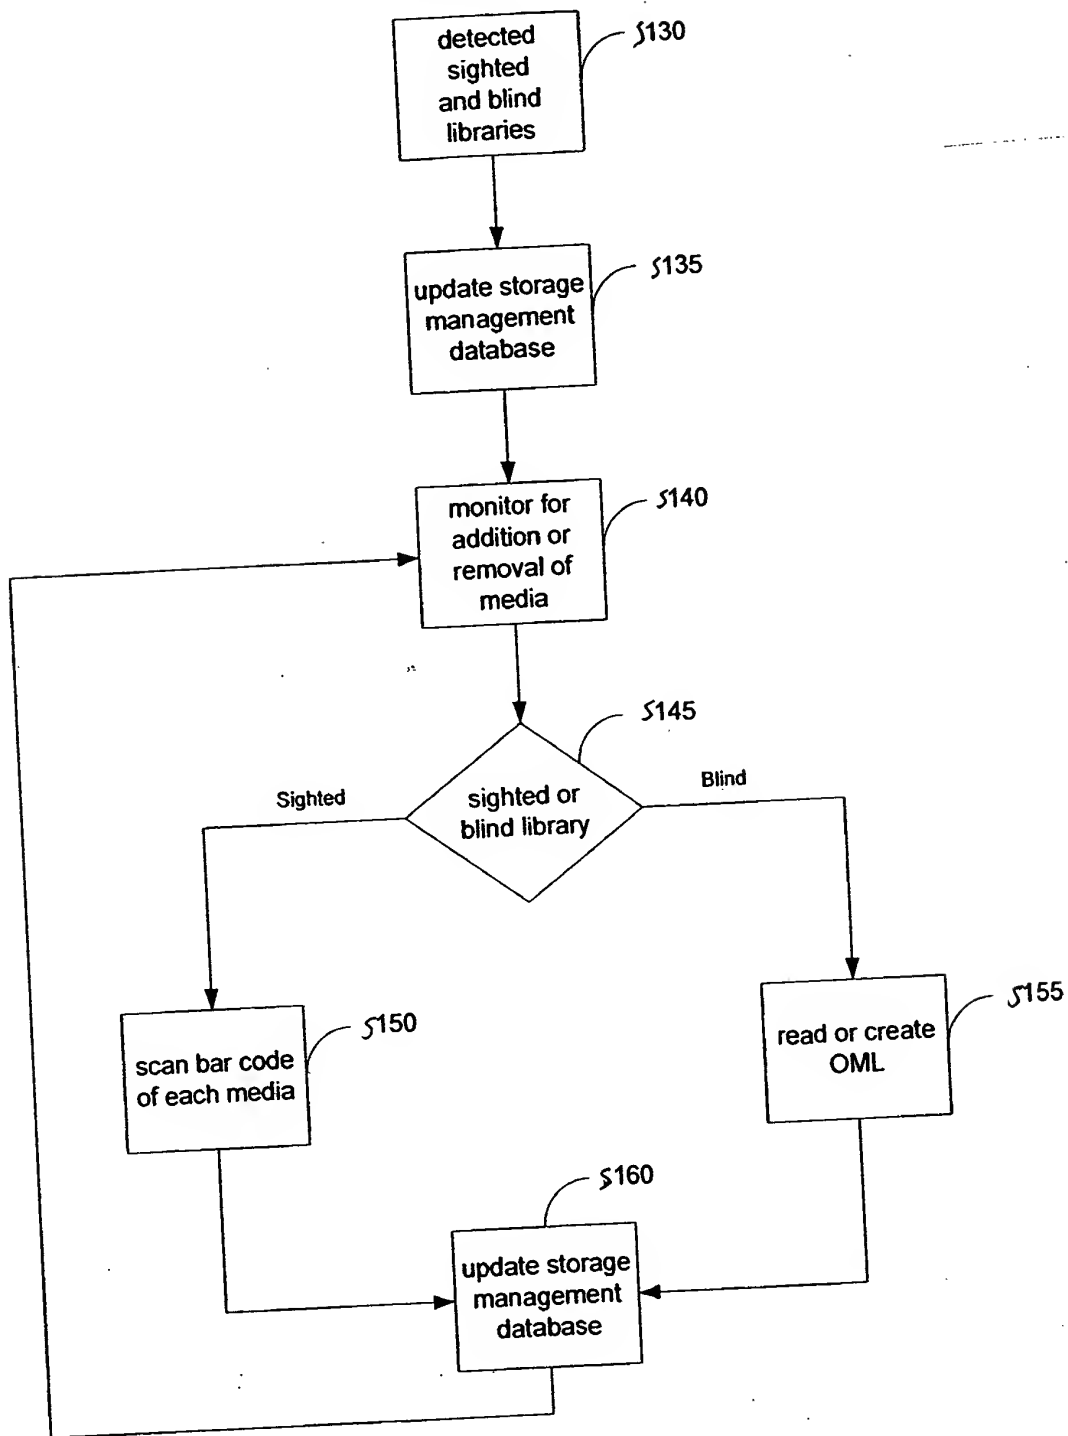 detected
sighted
and blind
libraries
S130
update storage
management
database
S135
monitor for
addition or
removal of
media
S140
sighted or
blind library
S145
Sighted
Blind
scan bar code
of each media
S150
read or create
OML
S155
update storage
management
database
S160